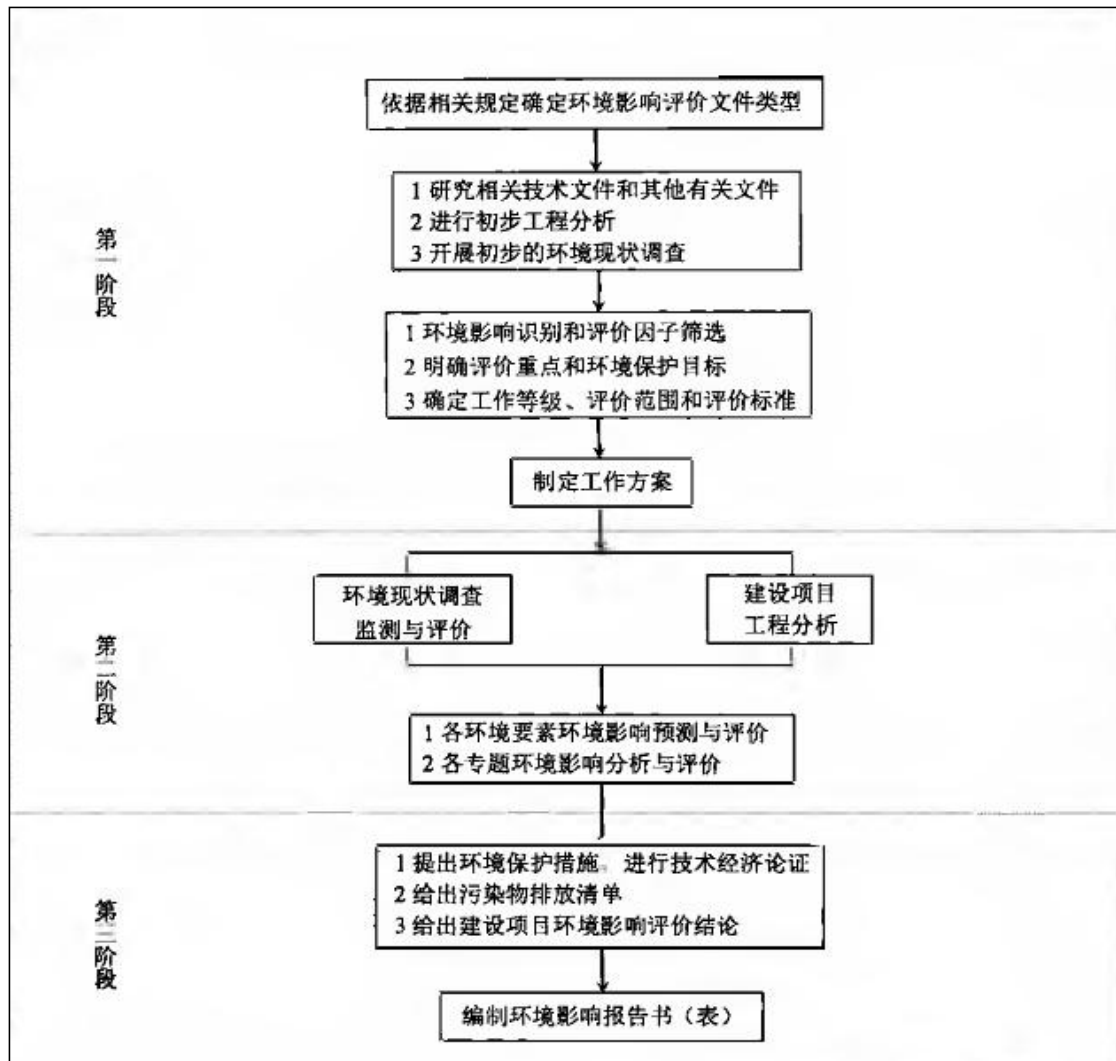 依据相关规定确定环境影响评价文件类型
第一阶段
1 研究相关技术文件和其他有关文件
2 进行初步工程分析
3 开展初步的环境现状调查
1 环境影响识别和评价因子筛选
2 明确评价重点和环境保护目标
3 确定工作等级、评价范围和评价标准
制定工作方案
第二阶段
环境现状调查
监测与评价
建设项目
工程分析
1 各环境要素环境影响预测与评价
2 各专题环境影响分析与评价
第三阶段
1 提出环境保护措施，进行技术经济论证
2 给出污染物排放清单
3 给出建设项目环境影响评价结论
编制环境影响报告书（表）